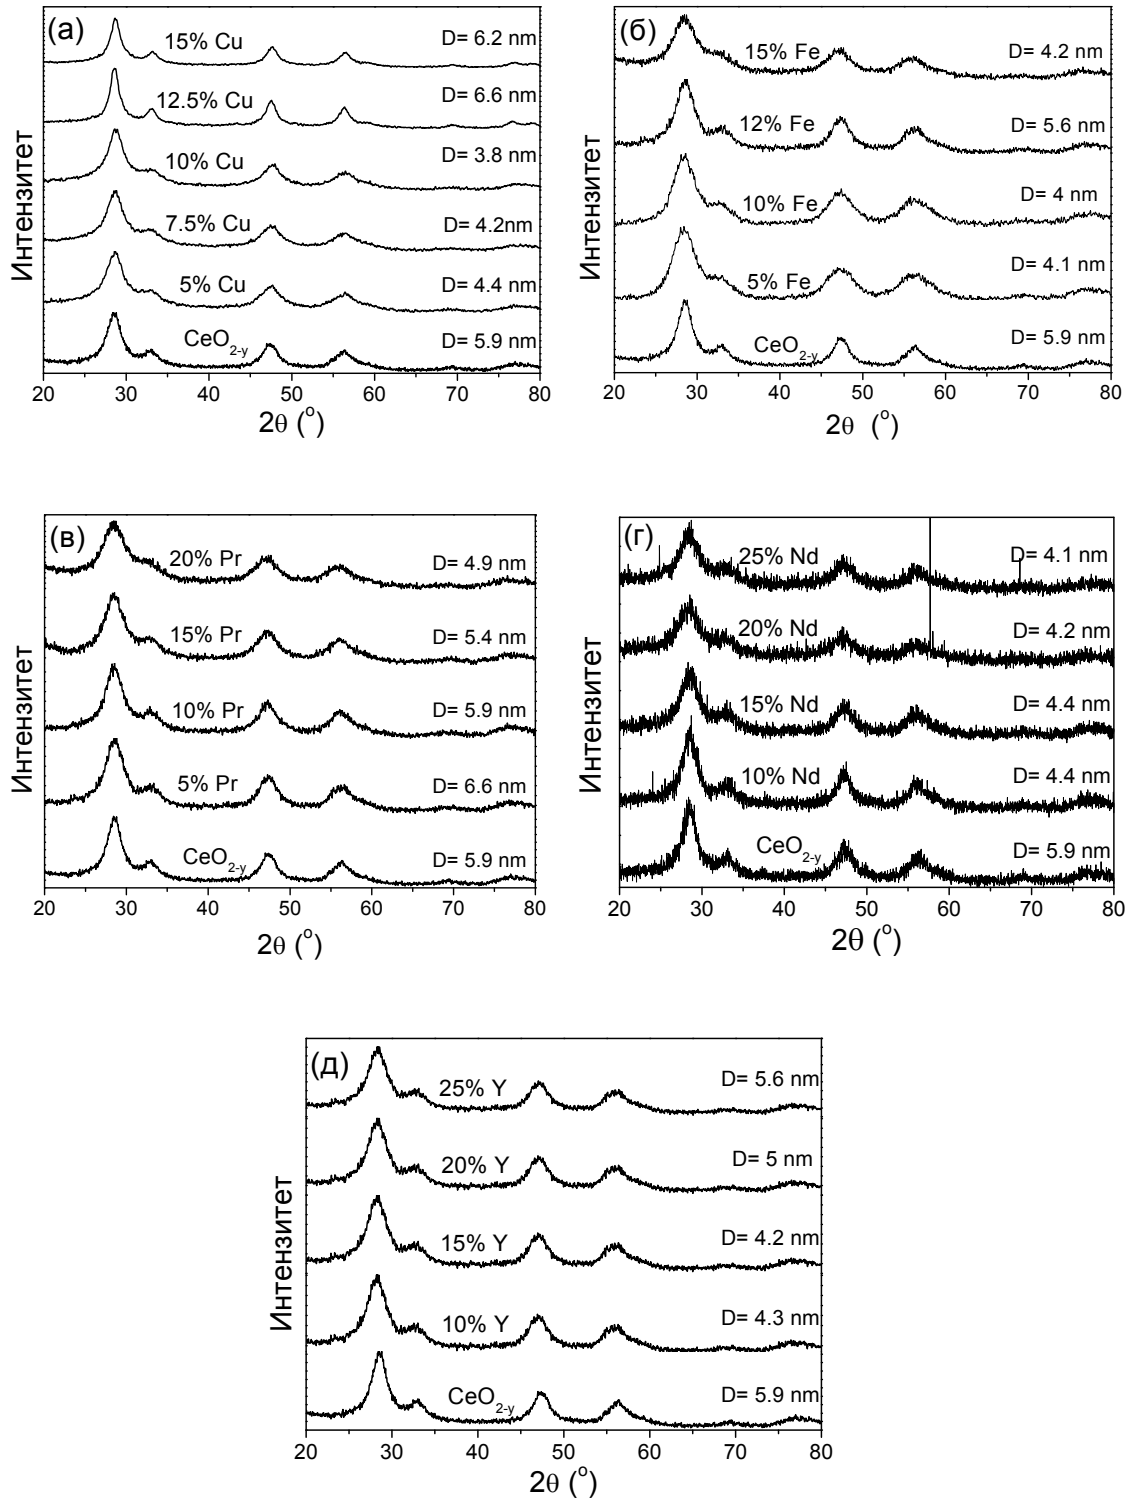 (а)
15% Cu
D= 6.2 nm
12.5% Cu
D= 6.6 nm
10% Cu
D= 3.8 nm
7.5% Cu
D= 4.2nm
5% Cu
D= 4.4 nm
CeO2-y
D= 5.9 nm
Интензитет
20 30 40 50 60 70 80
2θ (o)
(б)
15% Fe
D= 4.2 nm
12% Fe
D= 5.6 nm
10% Fe
D= 4 nm
5% Fe
D= 4.1 nm
CeO2-y
D= 5.9 nm
Интензитет
20 30 40 50 60 70 80
2θ (o)
(в)
20% Pr
D= 4.9 nm
15% Pr
D= 5.4 nm
10% Pr
D= 5.9 nm
5% Pr
D= 6.6 nm
CeO2-y
D= 5.9 nm
Интензитет
20 30 40 50 60 70 80
2θ (o)
(г)
25% Nd
D= 4.1 nm
20% Nd
D= 4.2 nm
15% Nd
D= 4.4 nm
10% Nd
D= 4.4 nm
CeO2-y
D= 5.9 nm
Интензитет
20 30 40 50 60 70 80
2θ (o)
(д)
25% Y
D= 5.6 nm
20% Y
D= 5 nm
15% Y
D= 4.2 nm
10% Y
D= 4.3 nm
CeO2-y
D= 5.9 nm
Интензитет
20 30 40 50 60 70 80
2θ (o)